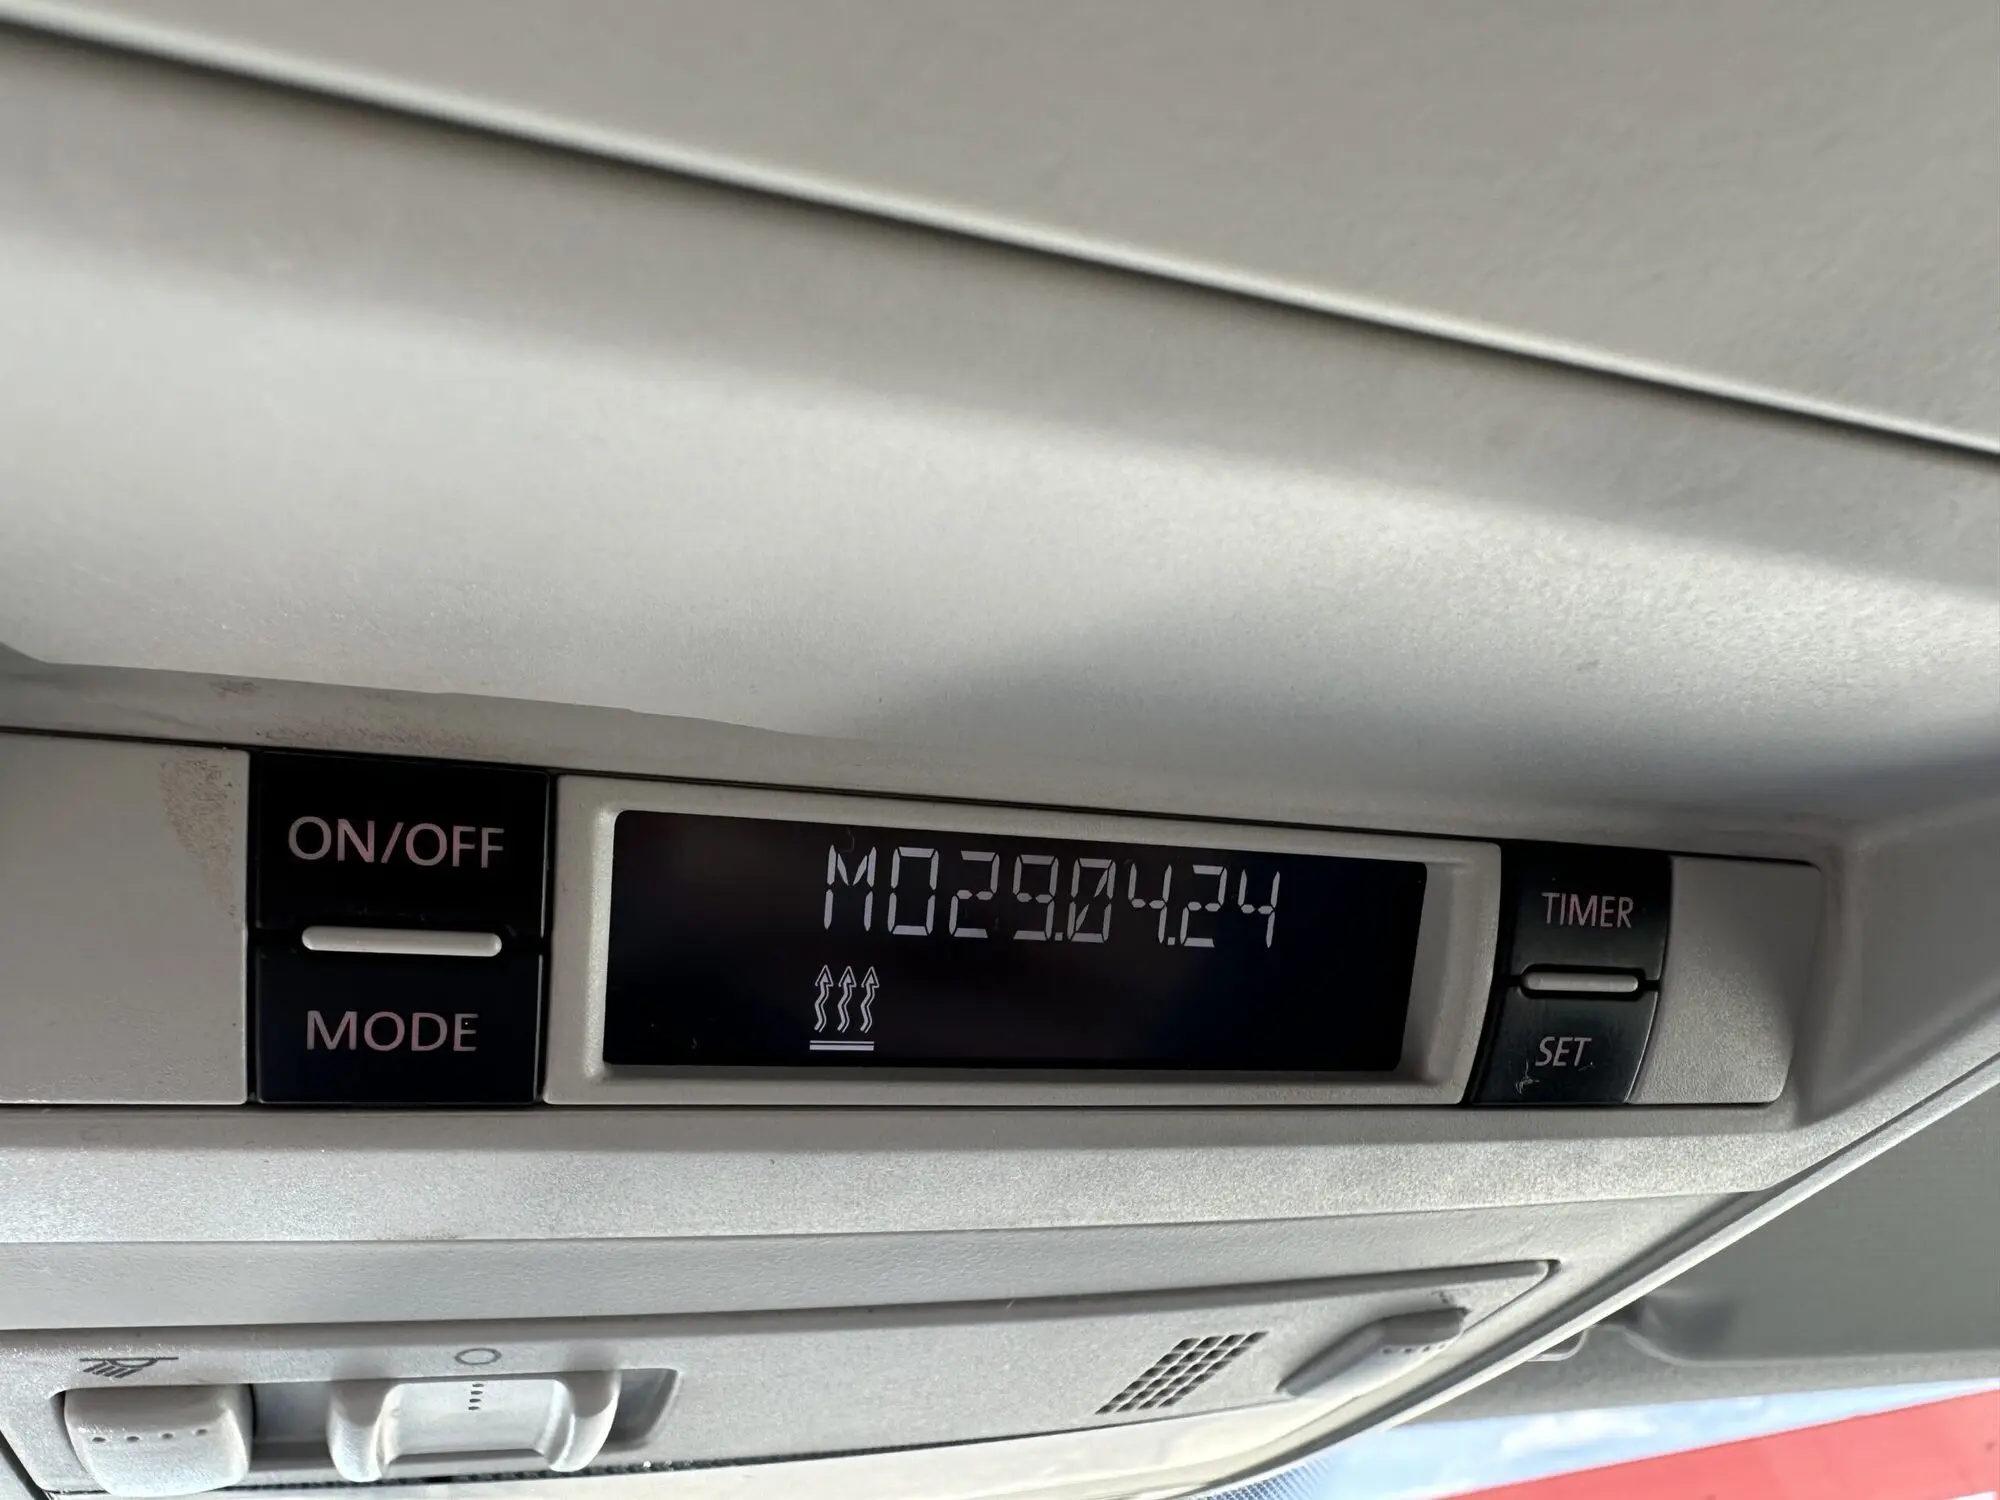 ON/OFF
MODE
MO29.04.24
TIMER
SET